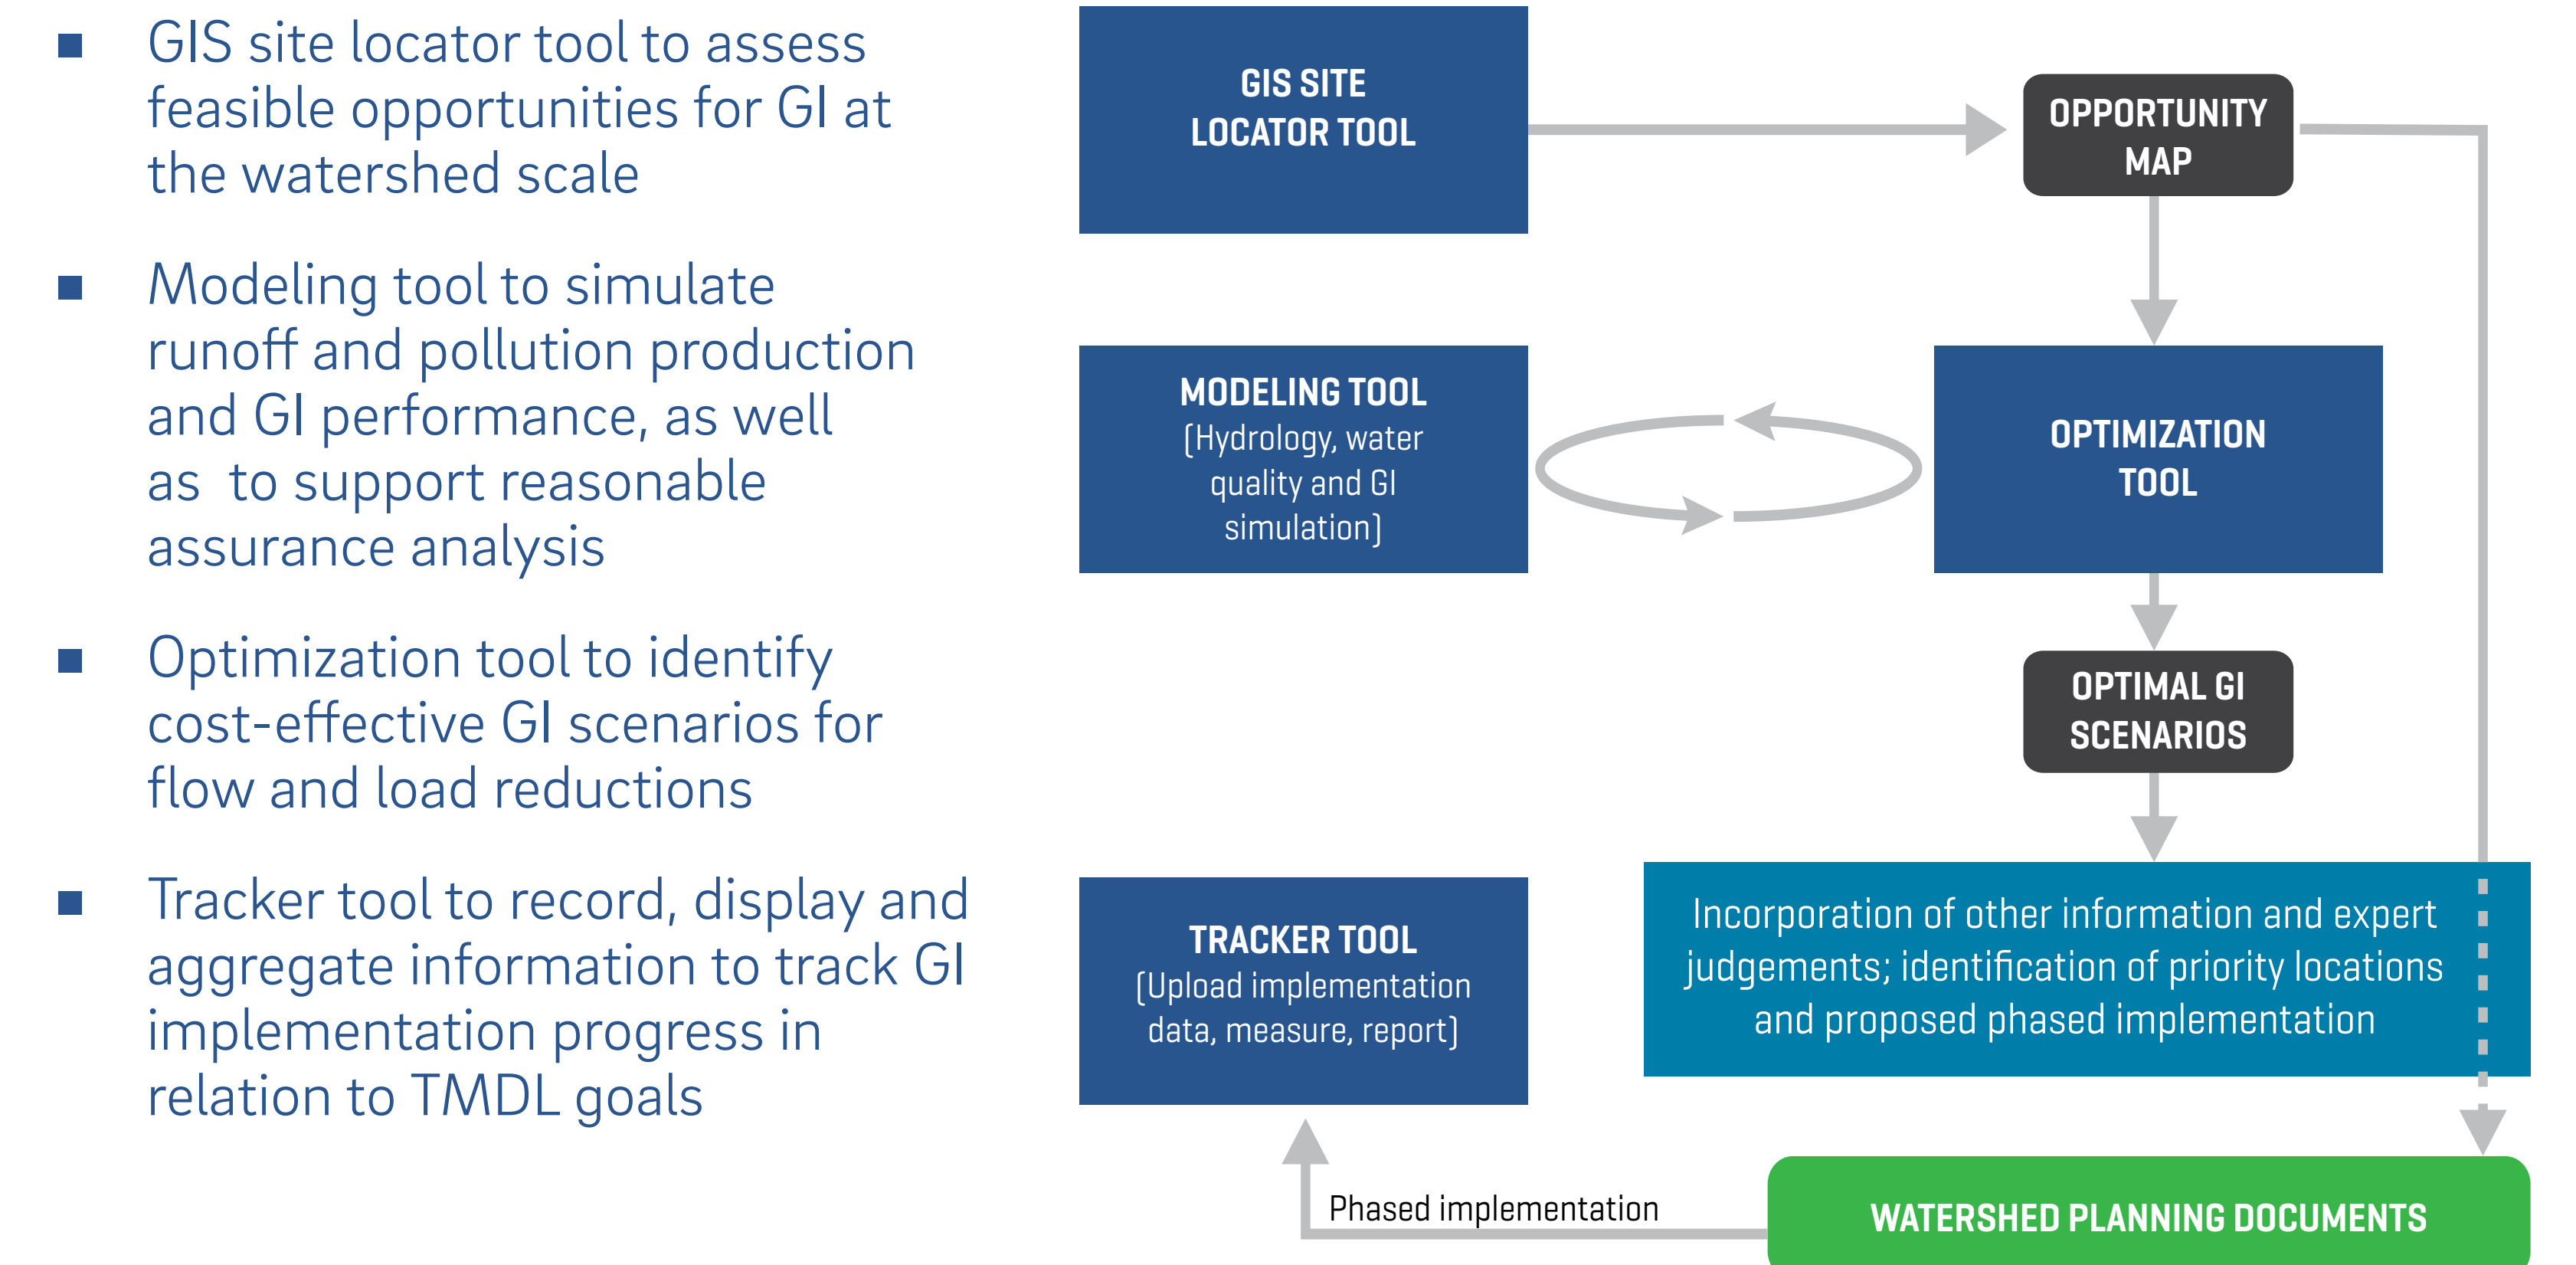 GIS site locator tool to assess
feasible opportunities for GI at
the watershed scale
Modeling tool to simulate
runoff and pollution production
and GI performance, as well
as  to support reasonable
assurance analysis
Optimization tool to identify
cost-effective GI scenarios for
flow and load reductions
Tracker tool to record, display and
aggregate information to track GI
implementation progress in
relation to TMDL goals
GIS SITE
LOCATOR TOOL
OPPORTUNITY
MAP
MODELING TOOL
(Hydrology, water
quality and GI
simulation)
OPTIMIZATION
TOOL
OPTIMAL GI
SCENARIOS
TRACKER TOOL
(Upload implementation
data, measure, report)
Incorporation of other information and expert
judgements; identification of priority locations
and proposed phased implementation
Phased implementation
WATERSHED PLANNING DOCUMENTS